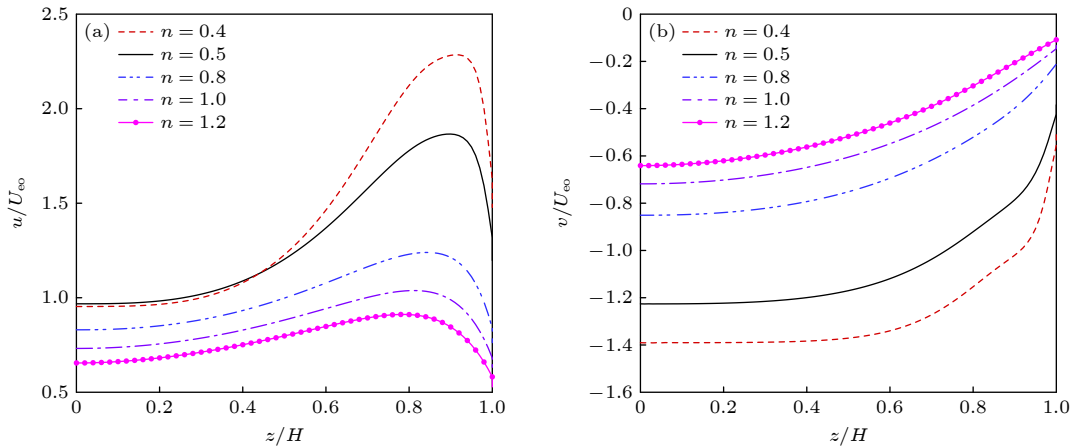 (a)
n = 0.4
n = 0.5
n = 0.8
n = 1.0
n = 1.2
2.5
2.0
1.5
1.0
0.5
u/U_eo
0 0.2 0.4 0.6 0.8 1.0
z/H
(b)
n = 0.4
n = 0.5
n = 0.8
n = 1.0
n = 1.2
0
−0.2
−0.4
−0.6
−0.8
−1.0
−1.2
−1.4
−1.6
v/U_eo
0 0.2 0.4 0.6 0.8 1.0
z/H